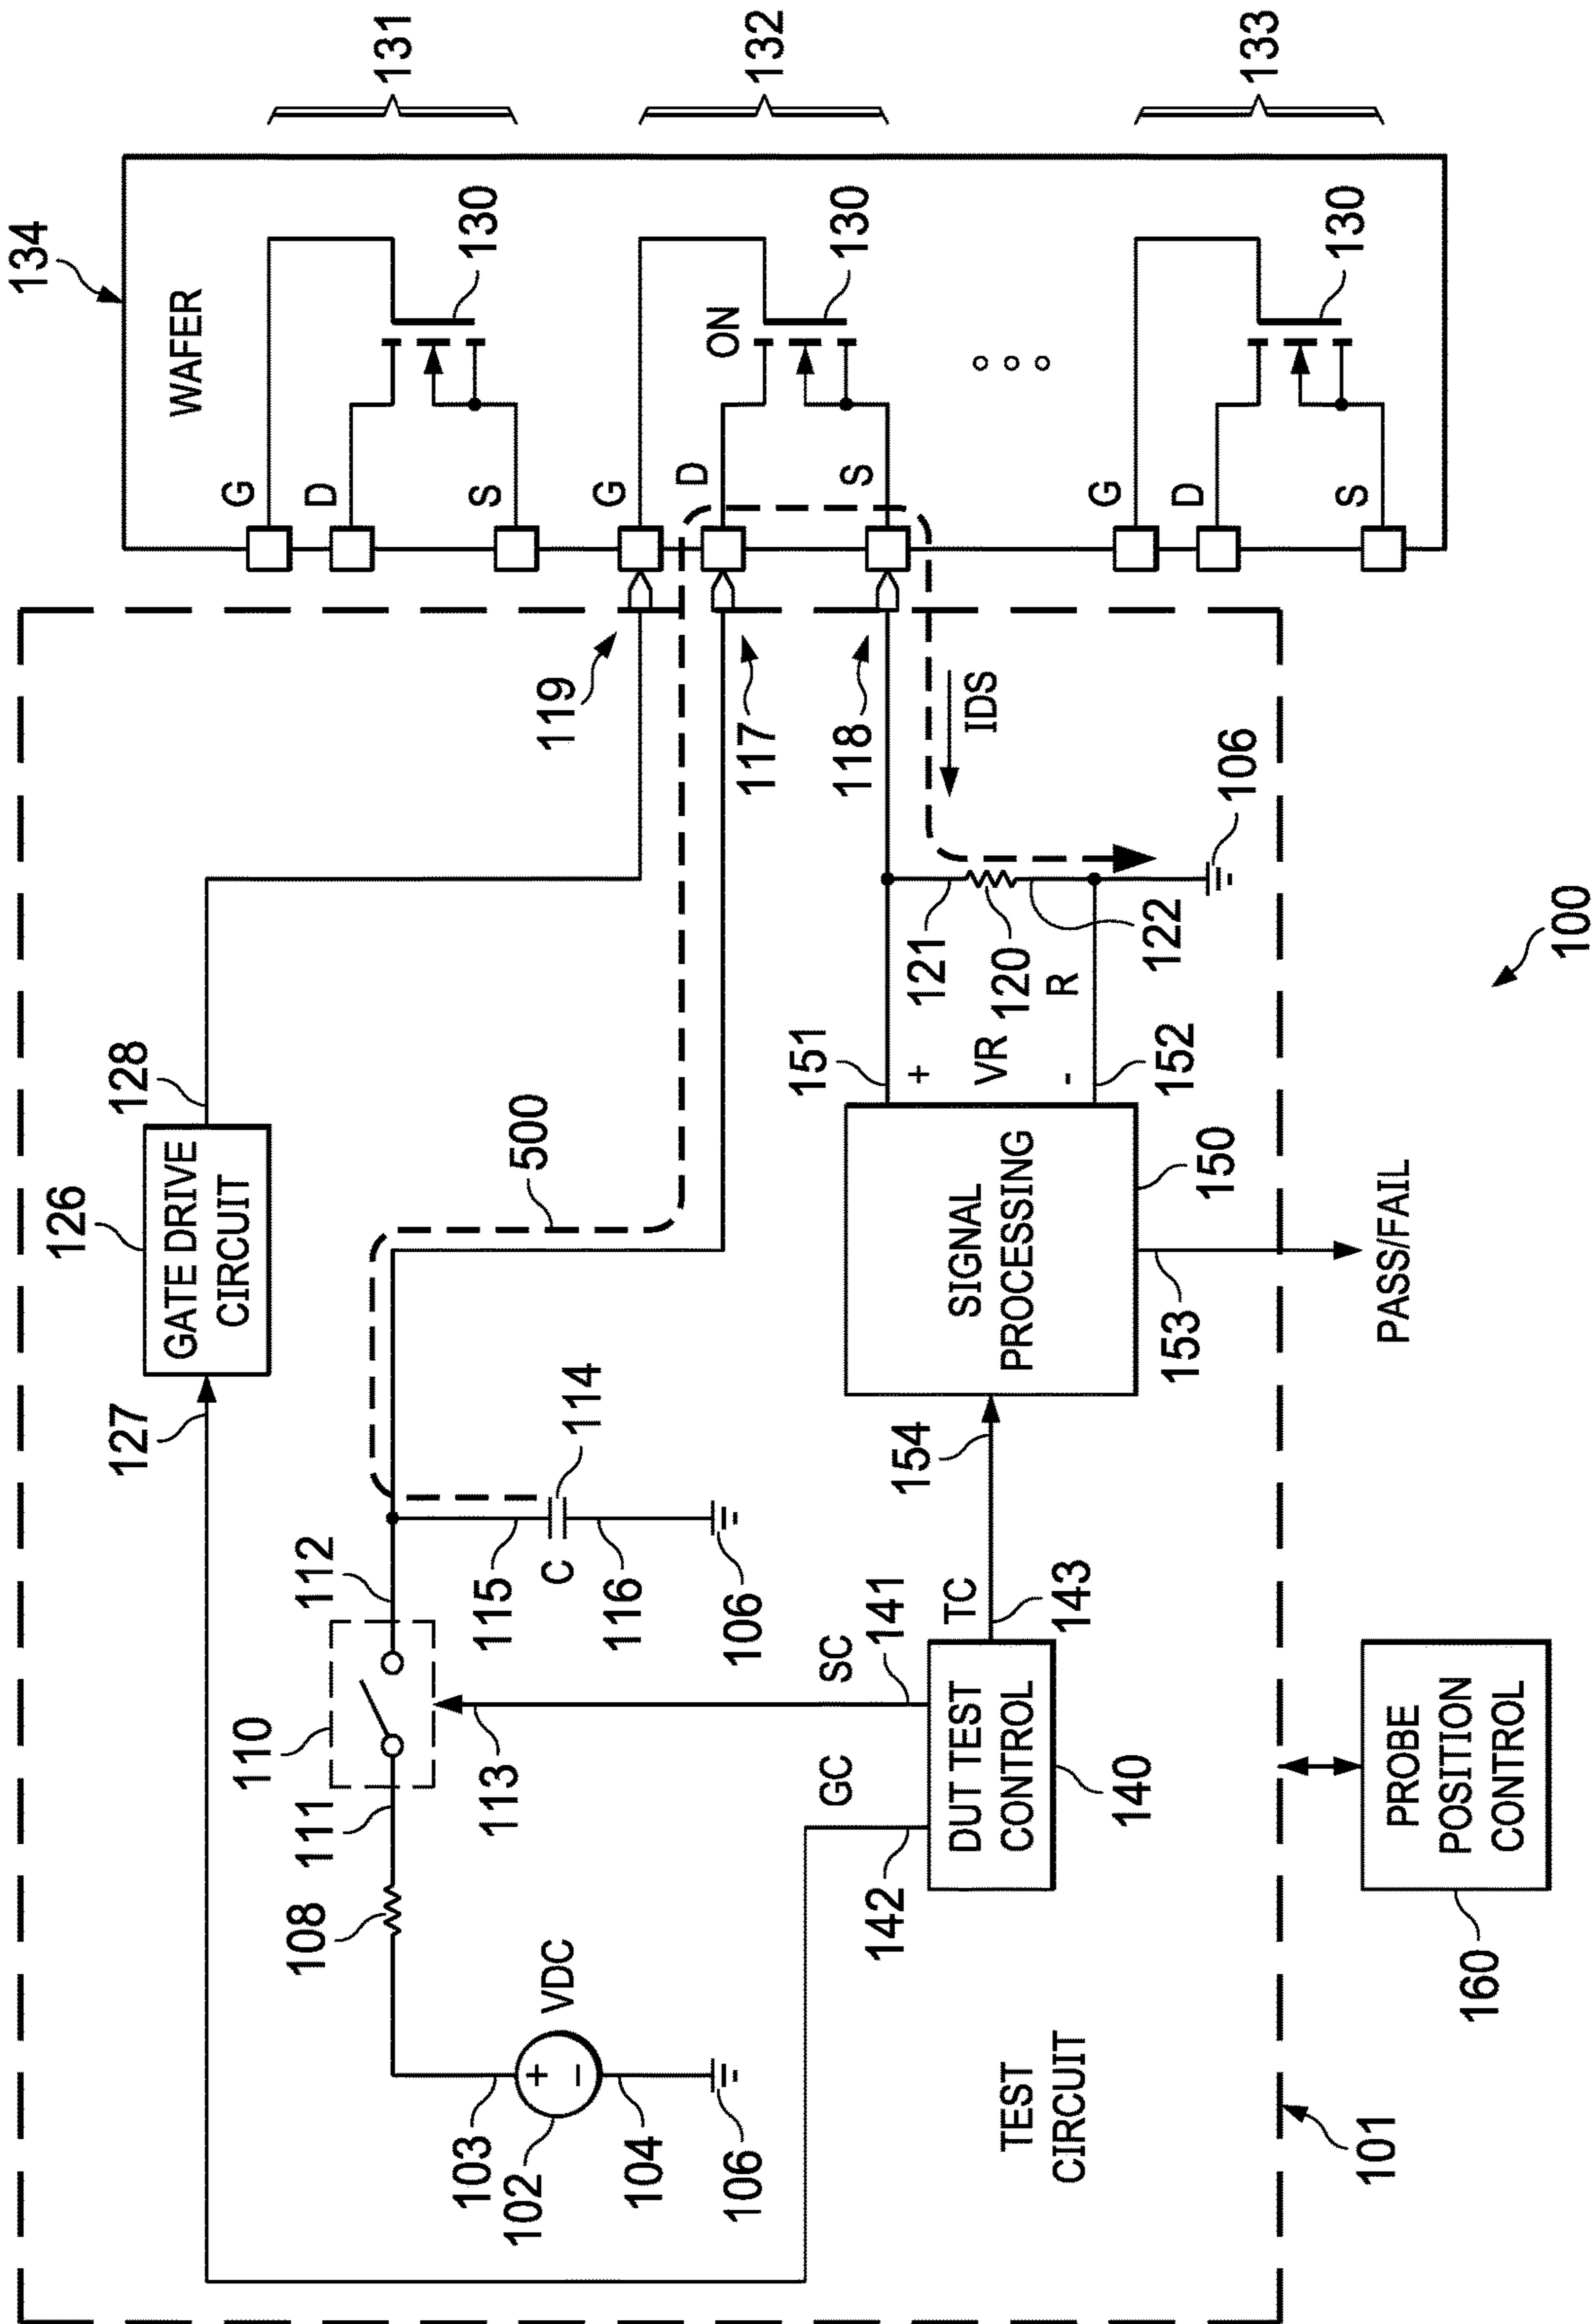 134
WAFER
131
132
133
G
D
S
130
G
D
S
ON
130
G
D
S
130
119
117
118
IDS
126
GATE DRIVE
CIRCUIT
127
128
500
110
111
112
113
108
103
102
104
VDC
106
115
C
116
114
106
121
120
R
122
106
151
+
VR
-
152
SIGNAL
PROCESSING
150
153
154
PASS/FAIL
SC
141
GC
142
TC
143
DUT TEST
CONTROL
140
TEST
CIRCUIT
101
PROBE
POSITION
CONTROL
160
100